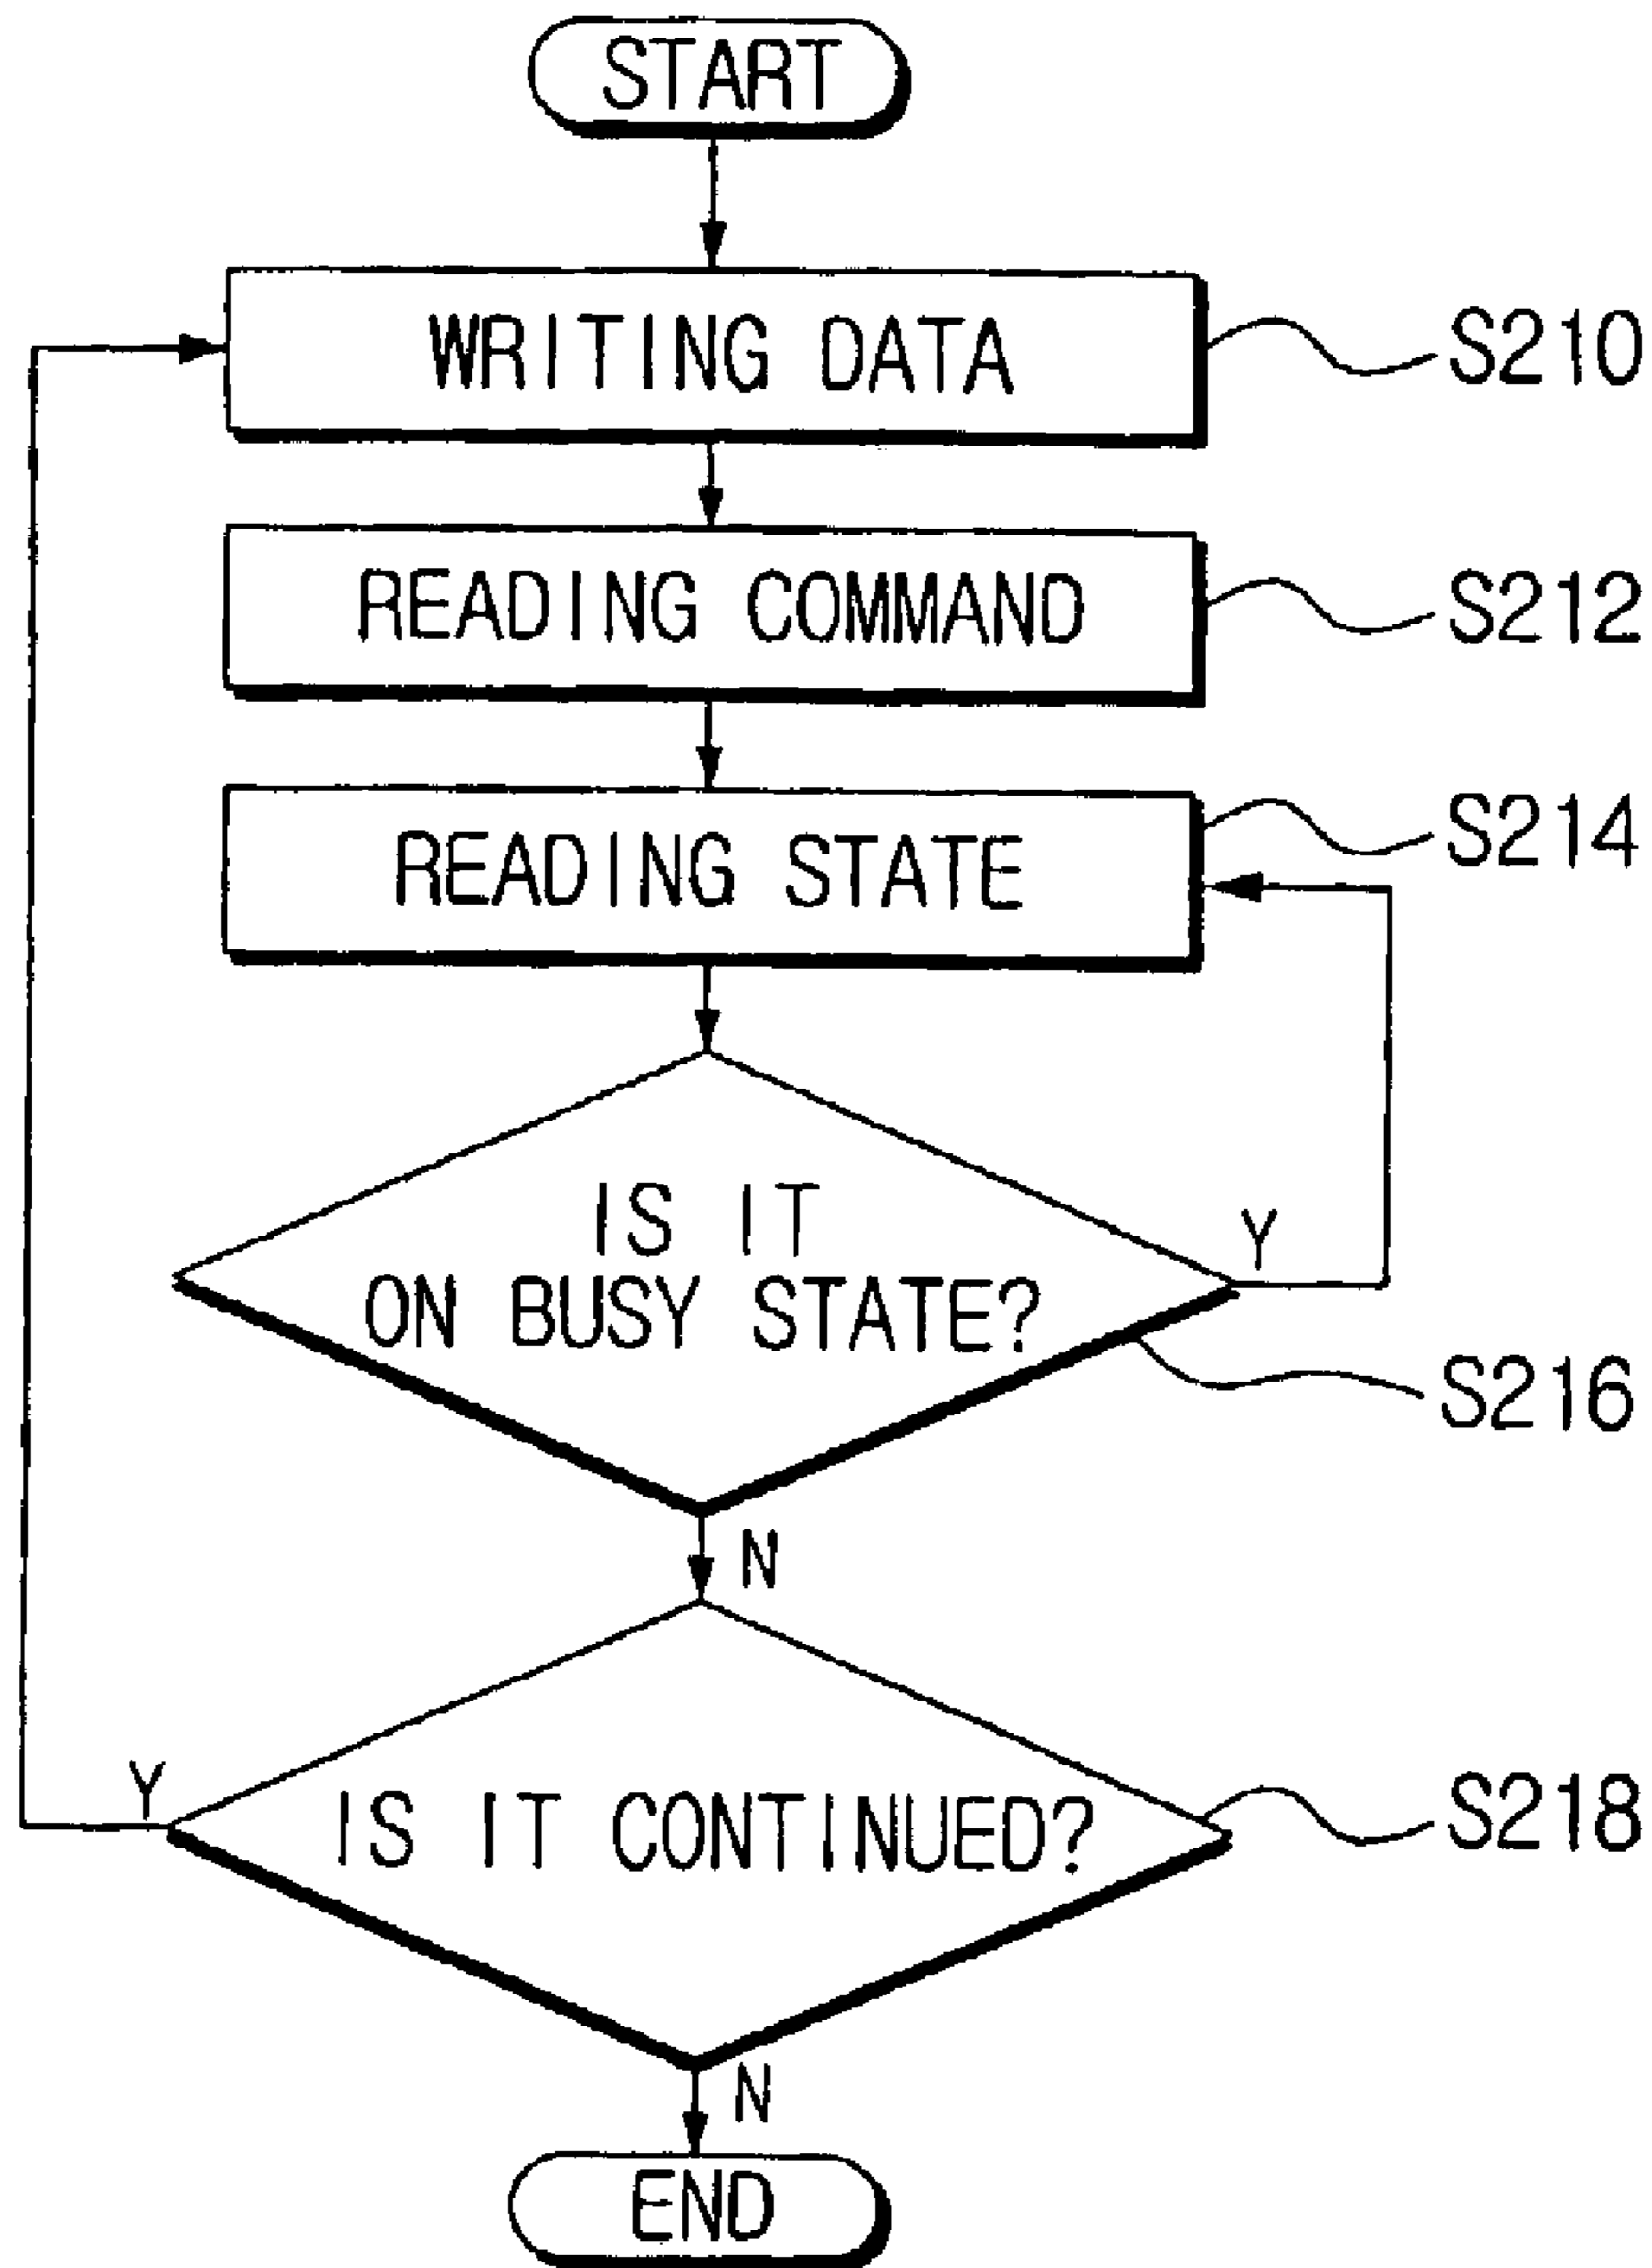 START
WRITING DATA
S210
READING COMMAND
S212
READING STATE
S214
IS IT
ON BUSY STATE?
Y
S216
N
Y
IS IT CONTINUED?
S218
N
END